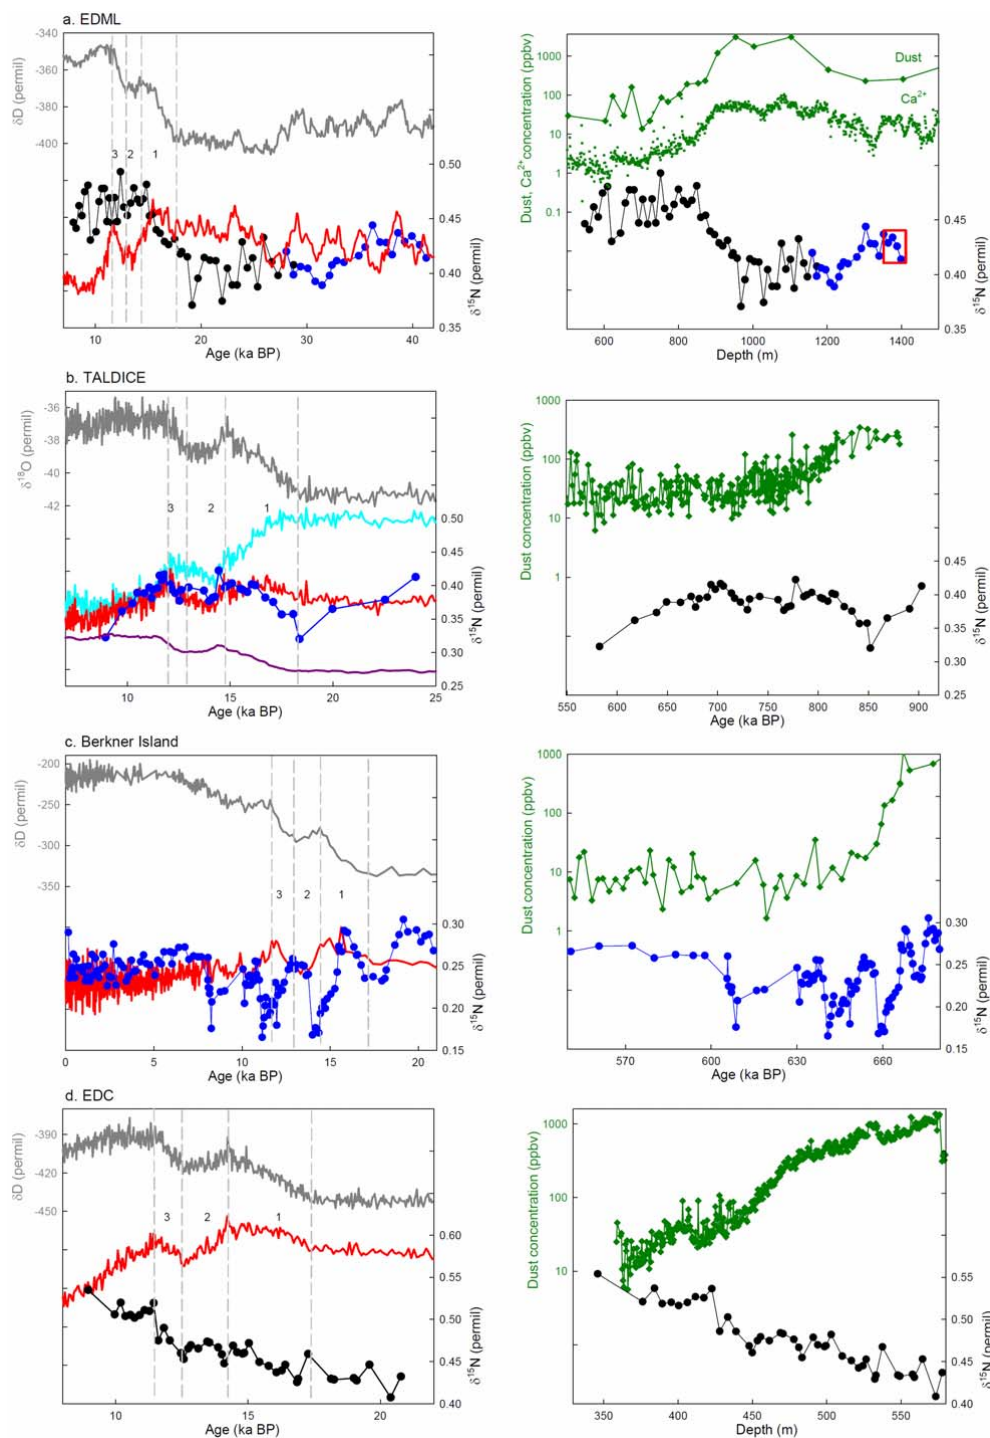 a. EDML
-340
-360
-380
-400
δD (permil)
3 2 1
0.50
0.45
0.40
0.35
δ¹⁵N (permil)
10 20 30 40
Age (ka BP)
1000
100
10
1
0.1
Dust, Ca²⁺ concentration (ppbv)
Dust
Ca²⁺
0.45
0.40
0.35
δ¹⁵N (permil)
600 800 1000 1200 1400
Depth (m)
b. TALDICE
-36
-38
-40
-42
δ¹⁸O (permil)
3 2 1
0.50
0.45
0.40
0.35
0.30
0.25
δ¹⁵N (permil)
10 15 20 25
Age (ka BP)
1000
100
10
1
Dust concentration (ppbv)
0.45
0.40
0.35
0.30
0.25
δ¹⁵N (permil)
550 600 650 700 750 800 850 900
Age (ka BP)
c. Berkner Island
-200
-250
-300
-350
δD (permil)
3 2 1
0.30
0.25
0.20
0.15
δ¹⁵N (permil)
0 5 10 15 20
Age (ka BP)
1000
100
10
1
Dust concentration (ppbv)
0.30
0.25
0.20
0.15
δ¹⁵N (permil)
570 600 630 660
Age (ka BP)
d. EDC
-390
-420
-450
δD (permil)
3 2 1
0.60
0.55
0.50
0.45
0.40
δ¹⁵N (permil)
10 15 20
Age (ka BP)
1000
100
10
Dust concentration (ppbv)
0.55
0.50
0.45
0.40
δ¹⁵N (permil)
350 400 450 500 550
Depth (m)